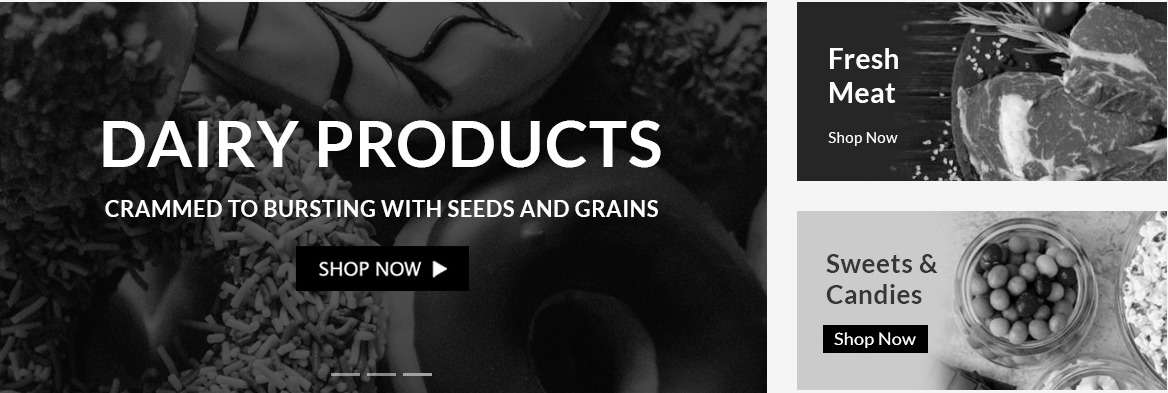 DAIRY PRODUCTS
CRAMMED TO BURSTING WITH SEEDS AND GRAINS
SHOP NOW
Fresh
Meat
Shop Now
Sweets &
Candies
Shop Now